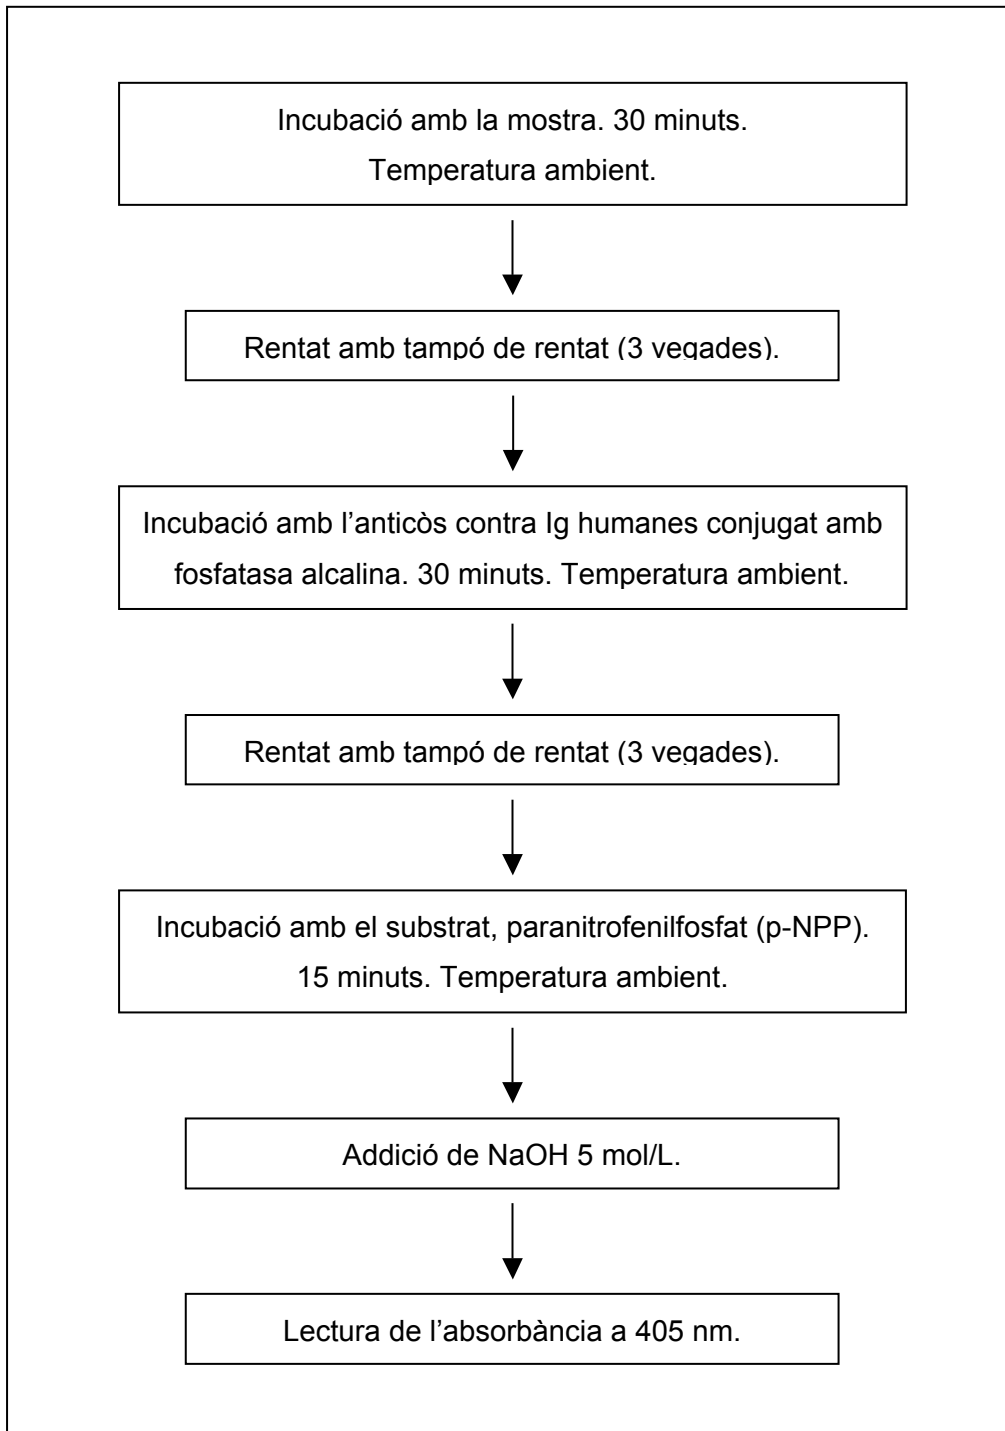 Incubació amb la mostra. 30 minuts.
Temperatura ambient.
Rentat amb tampó de rentat (3 vegades).
Incubació amb l’anticòs contra Ig humanes conjugat amb
fosfatasa alcalina. 30 minuts. Temperatura ambient.
Rentat amb tampó de rentat (3 vegades).
Incubació amb el substrat, paranitrofenilfosfat (p-NPP).
15 minuts. Temperatura ambient.
Addició de NaOH 5 mol/L.
Lectura de l’absorbància a 405 nm.